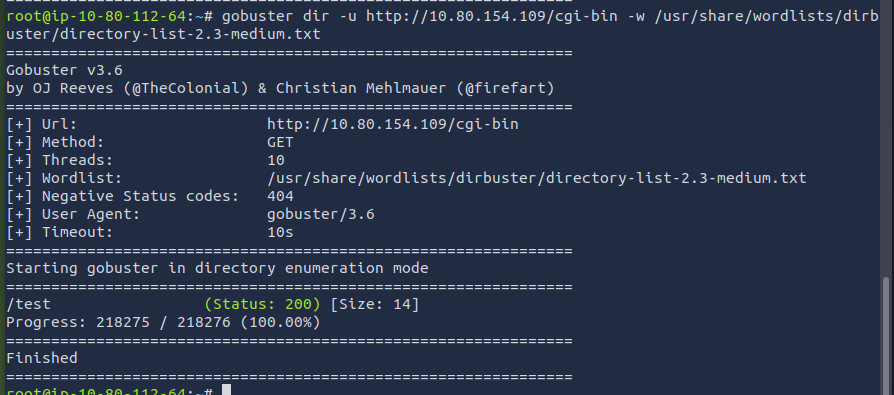 root@ip-10-80-112-64:~# gobuster dir -u http://10.80.154.109/cgi-bin -w /usr/share/wordlists/dirb
uster/directory-list-2.3-medium.txt
===============================================================
Gobuster v3.6
by OJ Reeves (@TheColonial) & Christian Mehlmauer (@firefart)
===============================================================
[+] Url:                     http://10.80.154.109/cgi-bin
[+] Method:                  GET
[+] Threads:                 10
[+] Wordlist:                /usr/share/wordlists/dirbuster/directory-list-2.3-medium.txt
[+] Negative Status codes:   404
[+] User Agent:              gobuster/3.6
[+] Timeout:                 10s
===============================================================
Starting gobuster in directory enumeration mode
===============================================================
/test                 (Status: 200) [Size: 14]
Progress: 218275 / 218276 (100.00%)
===============================================================
Finished
===============================================================
root@ip-10-80-112-64:~#